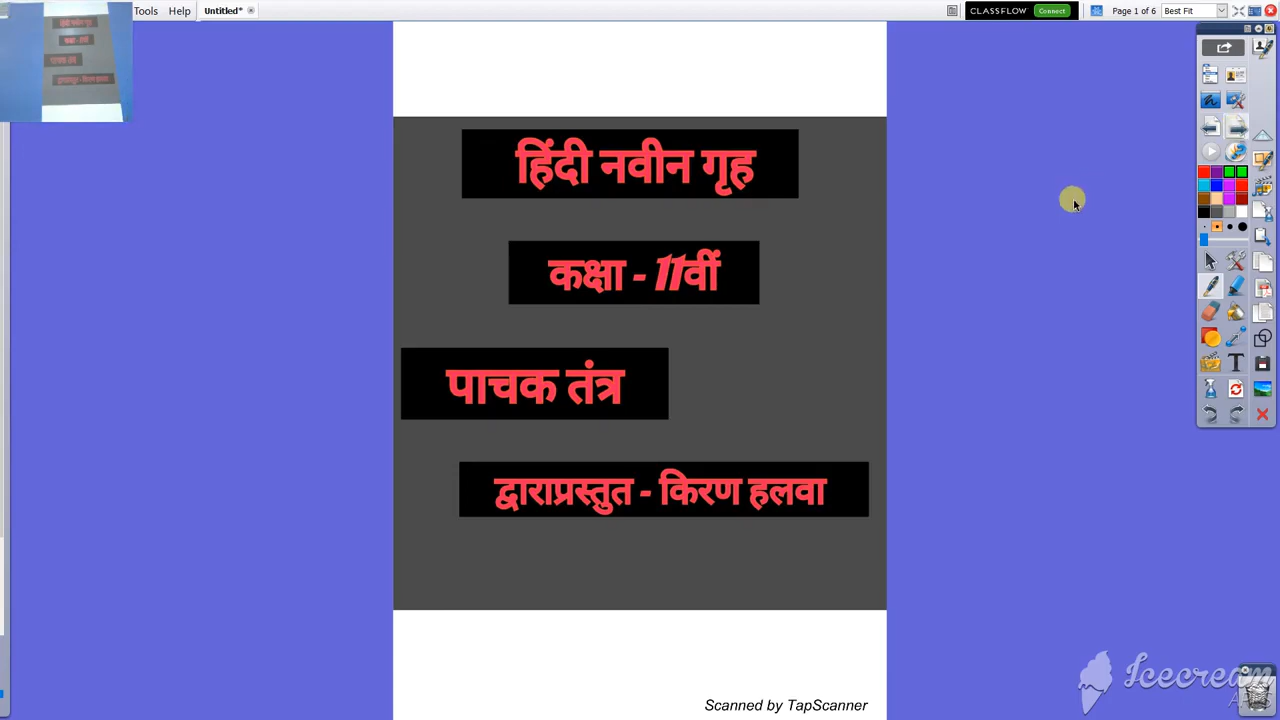 Tools Help Untitled*
CLASSFLOW Connect Page 1 of 6 Best Fit
हिंदी नवीन गृह
कक्षा - 11वीं
पाचक तंत्र
द्वाराप्रस्तुत - किरण हलवा
Scanned by TapScanner
Icecream
APPS